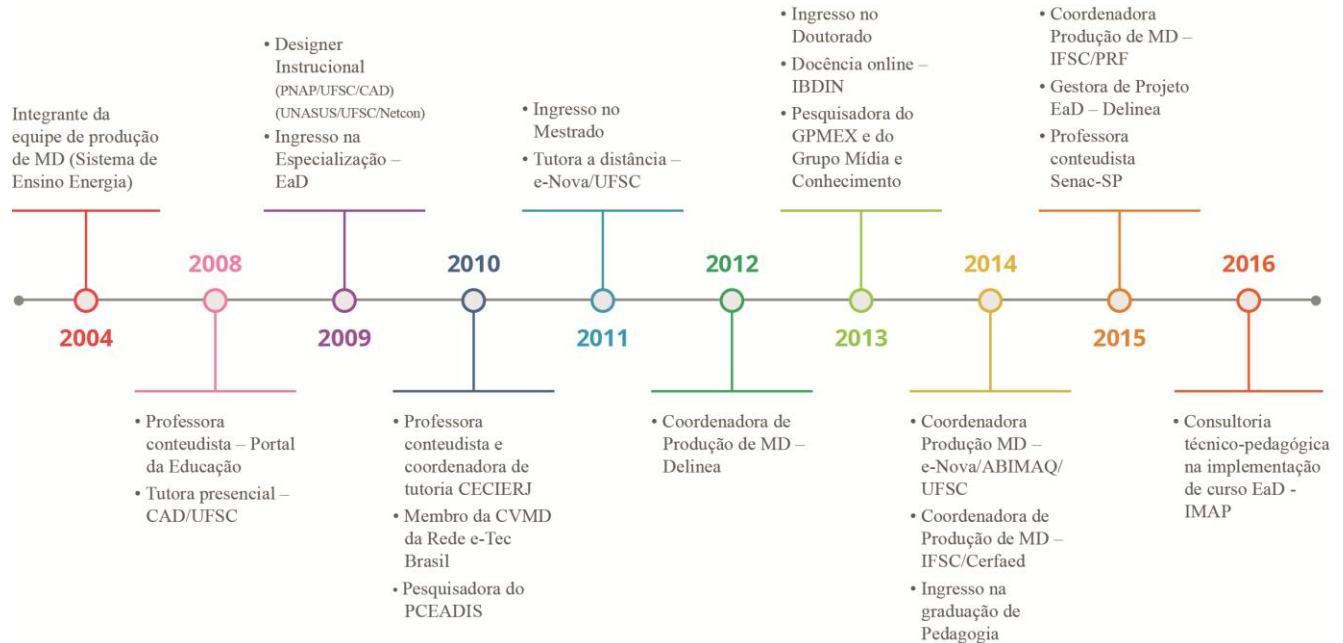 Integrante da
equipe de produção
de MD (Sistema de
Ensino Energia)
2004
2008
• Professora
conteudista – Portal
da Educação
• Tutora presencial –
CAD/UFSC
• Designer
Instrucional
(PNAP/UFSC/CAD)
(UNASUS/UFSC/Netcon)
• Ingresso na
Especialização –
EaD
2009
2010
• Professora
conteudista e
coordenadora de
tutoria CECIERJ
• Membro da CVMD
da Rede e-Tec
Brasil
• Pesquisadora do
PCEADIS
• Ingresso no
Mestrado
• Tutora a distância –
e-Nova/UFSC
2011
2012
• Coordenadora de
Produção de MD –
Delinea
• Ingresso no
Doutorado
• Docência online –
IBDIN
• Pesquisadora do
GPMEX e do
Grupo Mídia e
Conhecimento
2013
2014
• Coordenadora
Produção MD –
e-Nova/ABIMAQ/
UFSC
• Coordenadora de
Produção de MD –
IFSC/Cerfaed
• Ingresso na
graduação de
Pedagogia
• Coordenadora
Produção de MD –
IFSC/PRF
• Gestora de Projeto
EaD – Delinea
• Professora
conteudista
Senac-SP
2015
2016
• Consultoria
técnico-pedagógica
na implementação
de curso EaD -
IMAP